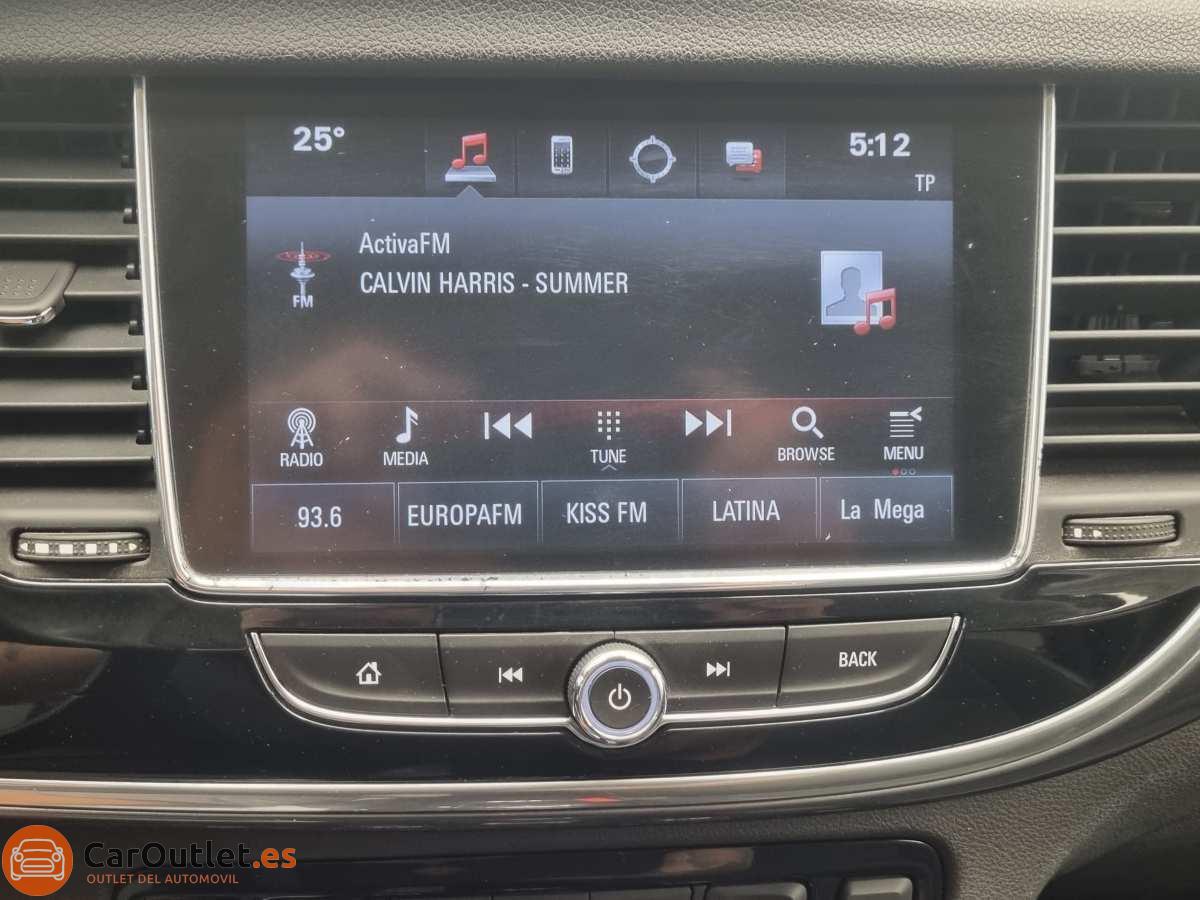 25°
5:12
TP
ActivaFM
CALVIN HARRIS - SUMMER
FM
RADIO
MEDIA
TUNE
BROWSE
MENU
93.6
EUROPAFM
KISS FM
LATINA
La Mega
BACK
CarOutlet.es
OUTLET DEL AUTOMOVIL